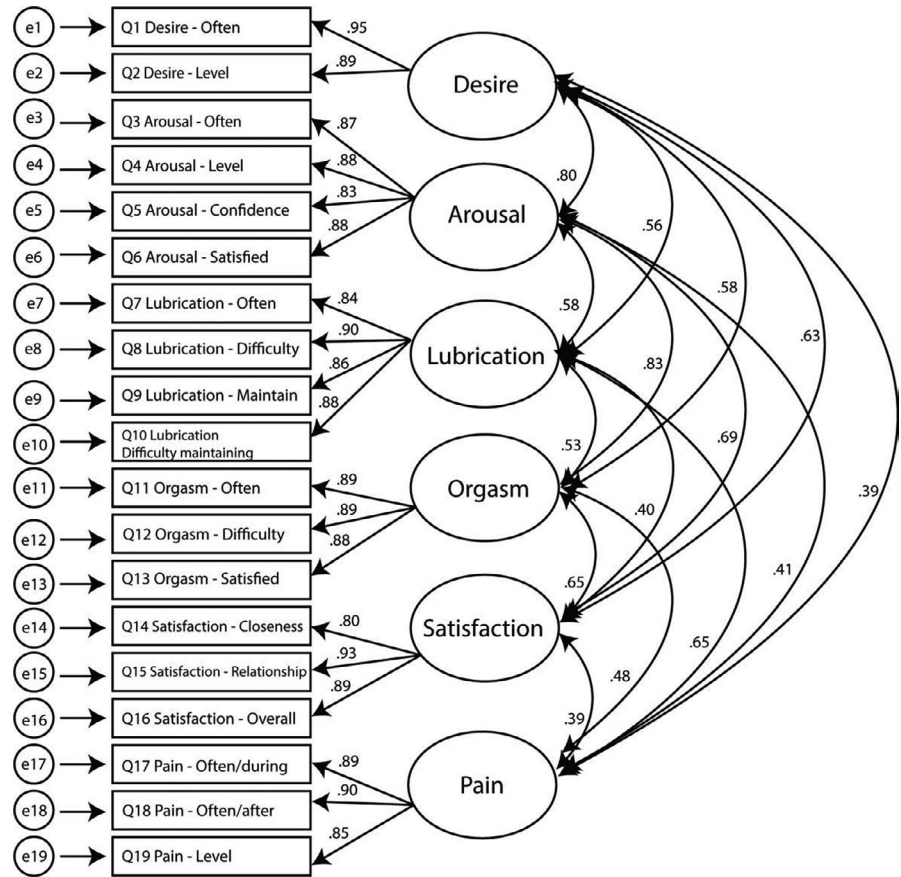 e1
Q1 Desire - Often
.95
e2
Q2 Desire - Level
.89
Desire
e3
Q3 Arousal - Often
.87
e4
Q4 Arousal - Level
.88
.80
e5
Q5 Arousal - Confidence
.83
Arousal
.56
e6
Q6 Arousal - Satisfied
.88
e7
Q7 Lubrication - Often
.84
.58
.58
e8
Q8 Lubrication - Difficulty
.90
Lubrication
.63
e9
Q9 Lubrication - Maintain
.86
.83
e10
Q10 Lubrication
Difficulty maintaining
.88
.53
.69
e11
Q11 Orgasm - Often
.89
Orgasm
.39
e12
Q12 Orgasm - Difficulty
.89
.40
e13
Q13 Orgasm - Satisfied
.88
.65
.41
e14
Q14 Satisfaction - Closeness
.80
Satisfaction
e15
Q15 Satisfaction - Relationship
.93
.65
e16
Q16 Satisfaction - Overall
.89
.48
.39
e17
Q17 Pain - Often/during
.89
Pain
e18
Q18 Pain - Often/after
.90
e19
Q19 Pain - Level
.85